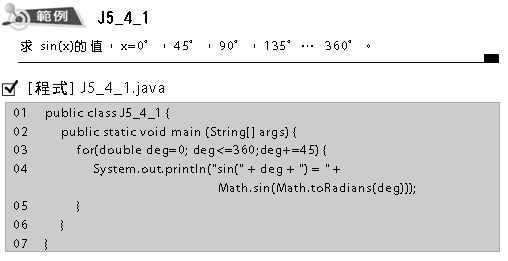 範例 J5_4_1
求 sin(x)的值，x=0°，45°，90°，135°… 360°。
[程式] J5_4_1.java
01 public class J5_4_1 {
02 public static void main (String[] args) {
03 for(double deg=0; deg<=360;deg+=45) {
04 System.out.println("sin(" + deg + ") = " +
Math.sin(Math.toRadians(deg)));
05 }
06 }
07 }